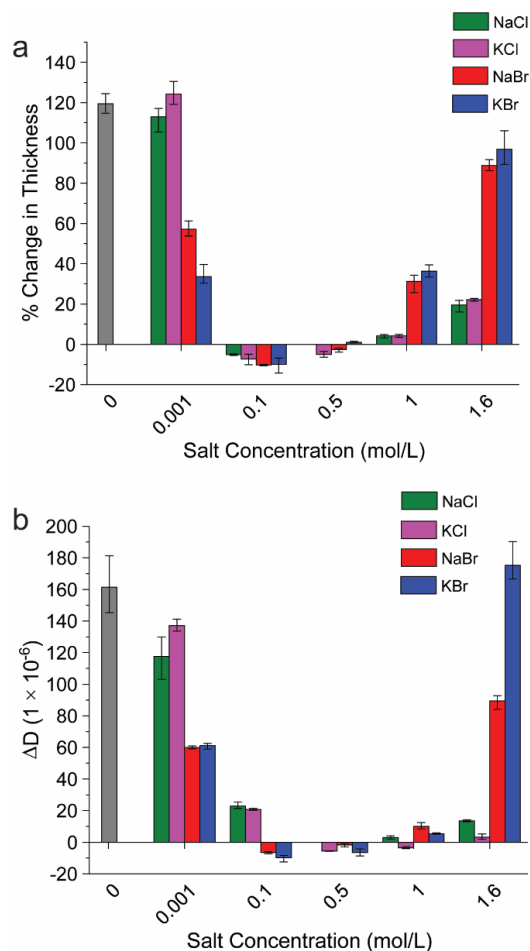 a
NaCl
KCl
NaBr
KBr
140
120
100
80
60
40
20
0
-20
% Change in Thickness
0
0.001
0.1
0.5
1
1.6
Salt Concentration (mol/L)
b
NaCl
KCl
NaBr
KBr
200
180
160
140
120
100
80
60
40
20
0
-20
ΔD (1 × 10⁻⁶)
0
0.001
0.1
0.5
1
1.6
Salt Concentration (mol/L)